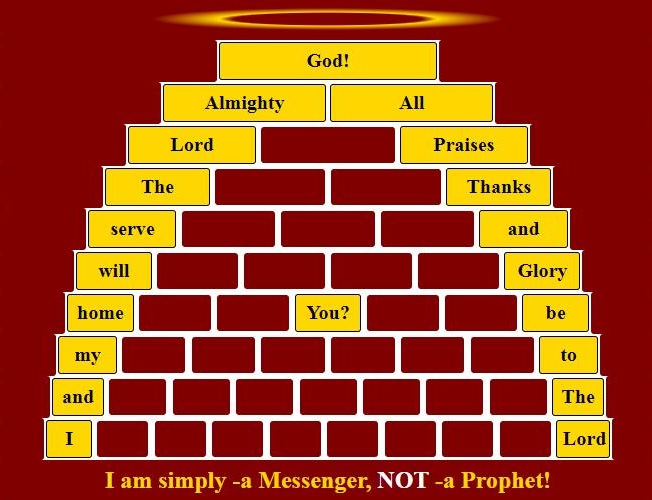 God!
Almighty All
Lord Praises
The Thanks
serve and
will Glory
home You? be
my to
and The
I Lord
I am simply -a Messenger, NOT -a Prophet!